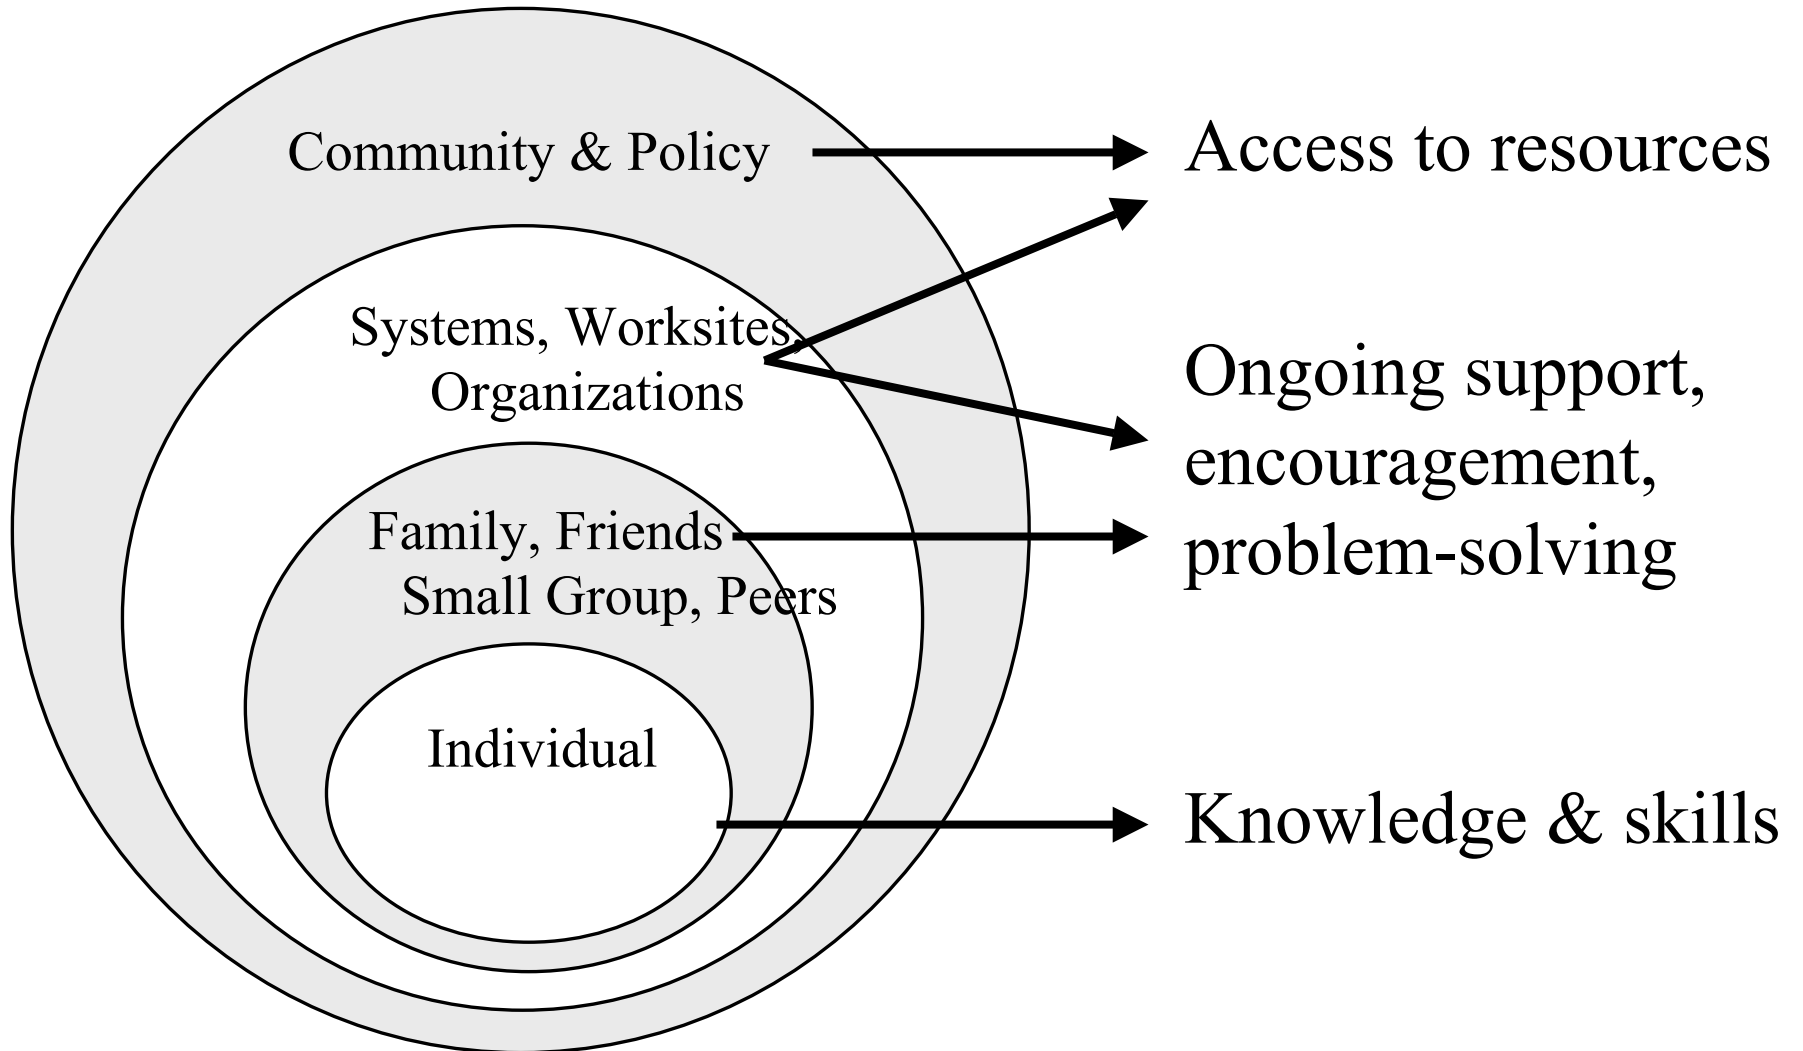 Community & Policy
Access to resources
Systems, Worksites,
Organizations
Ongoing support,
encouragement,
problem-solving
Family, Friends
Small Group, Peers
Individual
Knowledge & skills